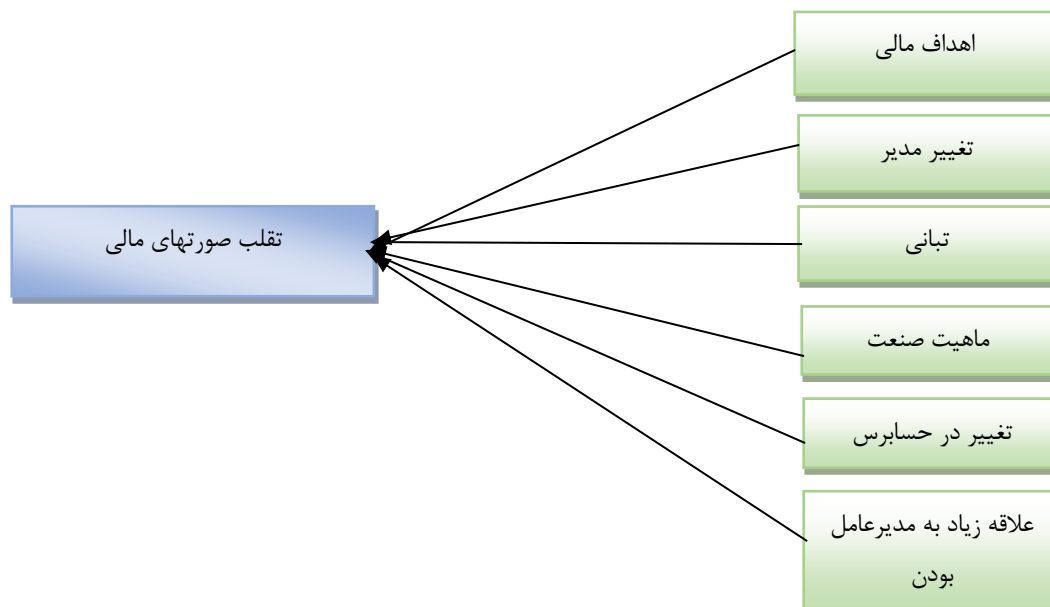 اهداف مالی
تغییر مدیر
تقلب صورتهای مالی
تبانی
ماهیت صنعت
تغییر در حسابرس
علاقه زیاد به مدیرعامل
بودن